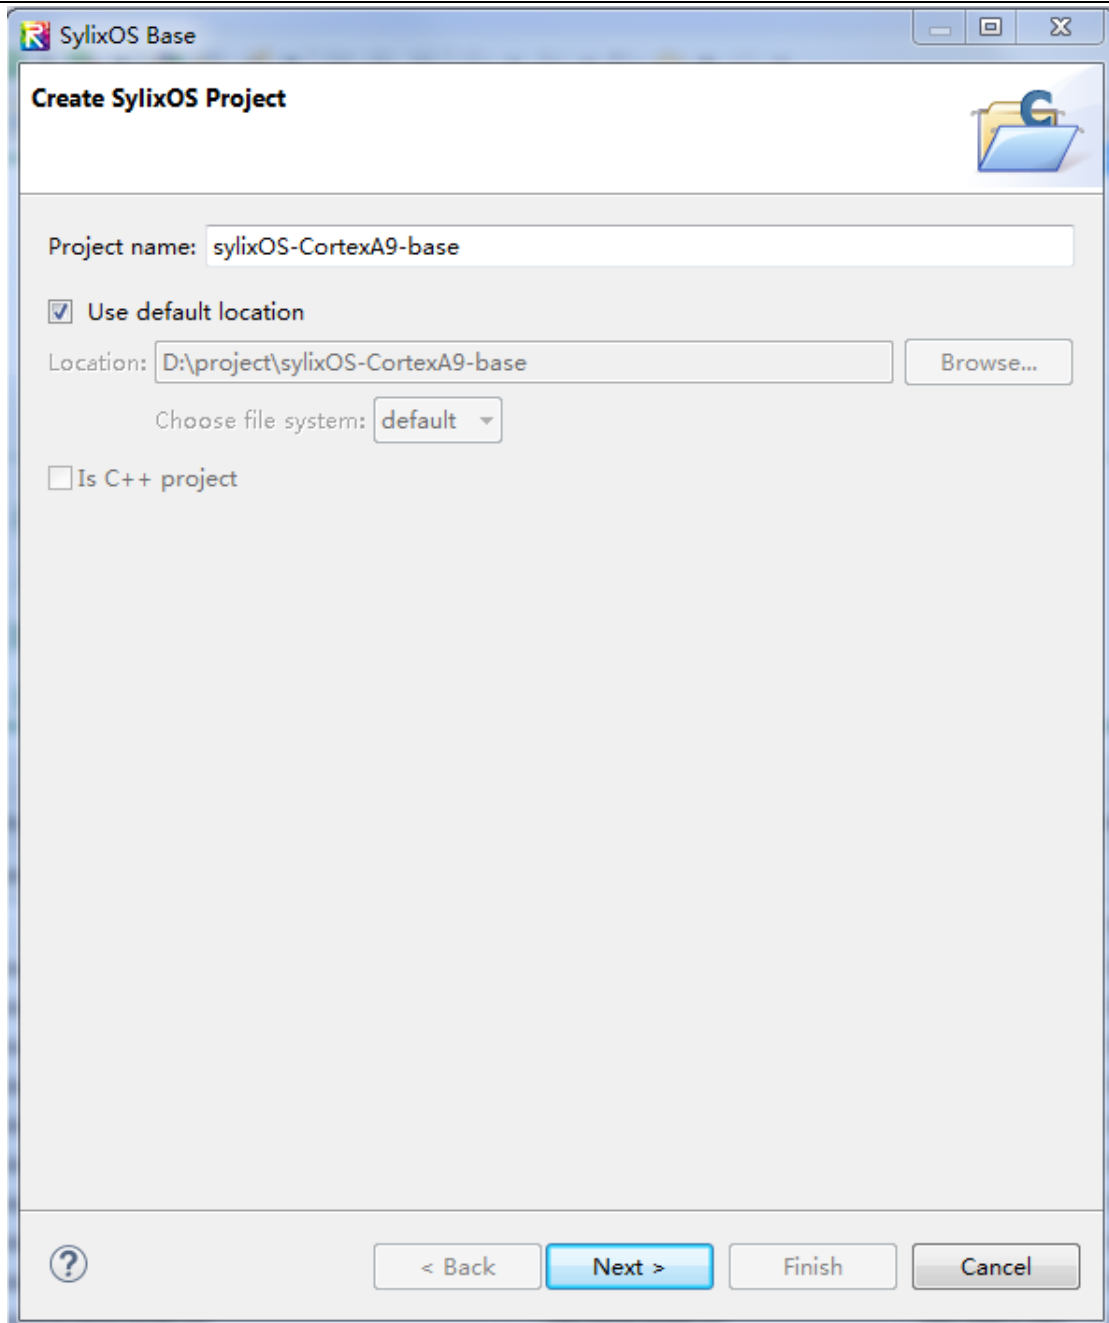 SylixOS Base
Create SylixOS Project
Project name: sylixOS-CortexA9-base
Use default location
Location: D:\project\sylixOS-CortexA9-base Browse...
Choose file system: default
Is C++ project
< Back Next > Finish Cancel